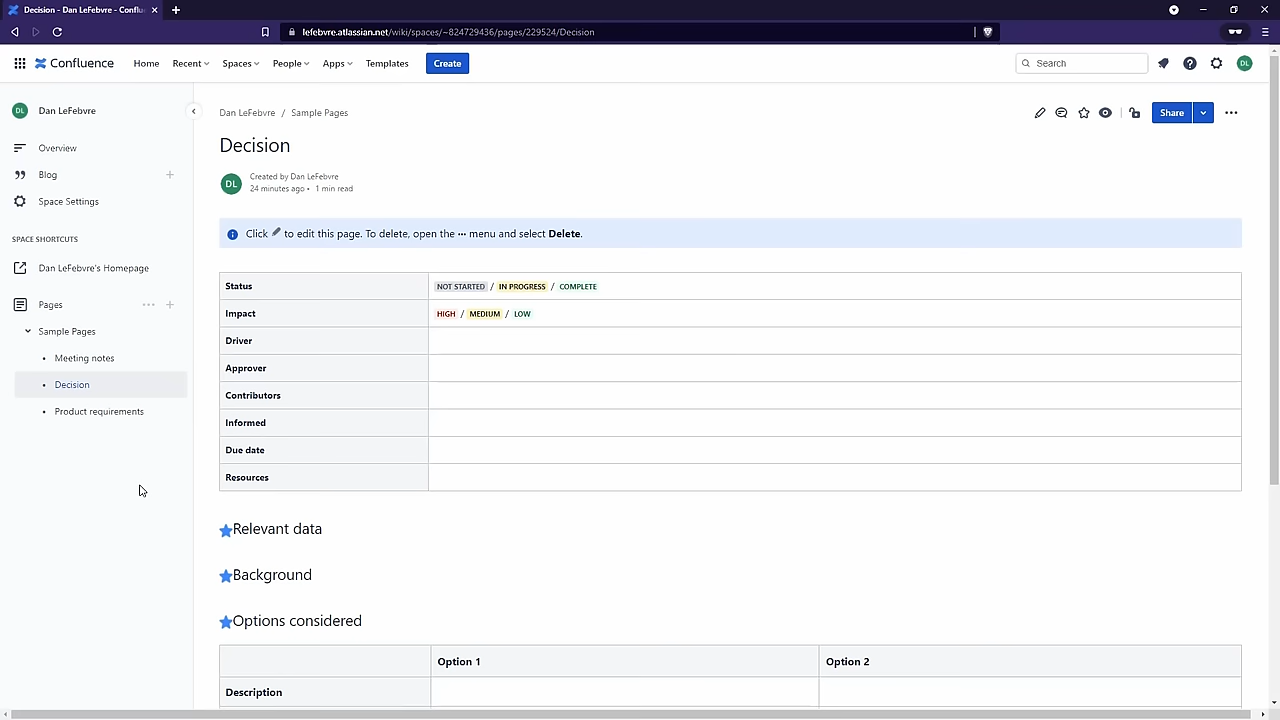 Decision - Dan LeFebvre - Conflu
lefebvre.atlassian.net/wiki/spaces/~824729436/pages/229524/Decision
Confluence Home Recent Spaces People Apps Templates Create Search DL
DL Dan LeFebvre
Overview
Blog
Space Settings
SPACE SHORTCUTS
Dan LeFebvre's Homepage
Pages
Sample Pages
Meeting notes
Decision
Product requirements
Dan LeFebvre / Sample Pages
Share
Decision
DL
Created by Dan LeFebvre
24 minutes ago • 1 min read
Click to edit this page. To delete, open the ··· menu and select Delete.
Status NOT STARTED / IN PROGRESS / COMPLETE
Impact HIGH / MEDIUM / LOW
Driver
Approver
Contributors
Informed
Due date
Resources
Relevant data
Background
Options considered
Option 1 Option 2
Description